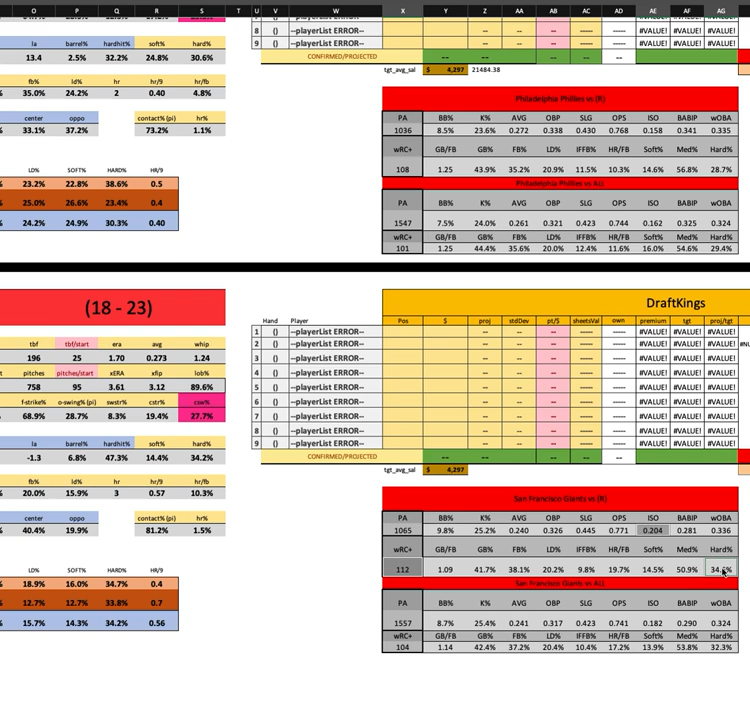 O P Q R S T U V W X Y Z AA AB AC AD AE AF AG
8 () --playerList ERROR-- -- -- ----- ----- #VALUE! #VALUE! #VALUE!
9 () --playerList ERROR-- -- -- ----- ----- #VALUE! #VALUE! #VALUE!
la barrel% hardhit% soft% hard%
13.4 2.5% 32.2% 24.8% 30.6%
CONFIRMED/PROJECTED -- -- -- ----- --
tgt_avg_sal $ 4,297 21484.38
fb% ld% hr hr/9 hr/fb
35.0% 24.2% 2 0.40 4.8%
center oppo contact% (pi) hr%
33.1% 37.2% 73.2% 1.1%
LD% SOFT% HARD% HR/9
23.2% 22.8% 38.6% 0.5
25.0% 26.6% 23.4% 0.4
24.2% 24.9% 30.3% 0.40
Philadelphia Phillies vs (R)
PA BB% K% AVG OBP SLG OPS ISO BABIP wOBA
1036 8.5% 23.6% 0.272 0.338 0.430 0.768 0.158 0.341 0.335
wRC+ GB/FB GB% FB% LD% IFFB% HR/FB Soft% Med% Hard%
108 1.25 43.9% 35.2% 20.9% 11.5% 10.3% 14.6% 56.8% 28.7%
Philadelphia Phillies vs ALL
PA BB% K% AVG OBP SLG OPS ISO BABIP wOBA
1547 7.5% 24.0% 0.261 0.321 0.423 0.744 0.162 0.325 0.324
wRC+ GB/FB GB% FB% LD% IFFB% HR/FB Soft% Med% Hard%
101 1.25 44.4% 35.6% 20.0% 12.4% 11.6% 16.0% 54.6% 29.4%
(18 - 23)
DraftKings
Hand Player Pos $ proj stdDev pt/$ sheetsVal own premium tgt proj/tgt
1 () --playerList ERROR-- -- -- ----- ----- #VALUE! #VALUE! #VALUE!
2 () --playerList ERROR-- -- -- ----- ----- #VALUE! #VALUE! #VALUE!
3 () --playerList ERROR-- -- -- ----- ----- #VALUE! #VALUE! #VALUE!
4 () --playerList ERROR-- -- -- ----- ----- #VALUE! #VALUE! #VALUE!
5 () --playerList ERROR-- -- -- ----- ----- #VALUE! #VALUE! #VALUE!
6 () --playerList ERROR-- -- -- ----- ----- #VALUE! #VALUE! #VALUE!
7 () --playerList ERROR-- -- -- ----- ----- #VALUE! #VALUE! #VALUE!
8 () --playerList ERROR-- -- -- ----- ----- #VALUE! #VALUE! #VALUE!
9 () --playerList ERROR-- -- -- ----- ----- #VALUE! #VALUE! #VALUE!
CONFIRMED/PROJECTED -- -- -- ----- --
tgt_avg_sal $ 4,297
tbf tbf/start era avg whip
196 25 1.70 0.273 1.24
pitches pitches/start xERA xfip lob%
758 95 3.61 3.12 89.6%
f-strike% o-swing% (pi) swstr% cstr% csw%
68.9% 28.7% 8.3% 19.4% 27.7%
la barrel% hardhit% soft% hard%
-1.3 6.8% 47.3% 14.4% 34.2%
fb% ld% hr hr/9 hr/fb
20.0% 15.9% 3 0.57 10.3%
center oppo contact% (pi) hr%
40.4% 19.9% 81.2% 1.5%
LD% SOFT% HARD% HR/9
18.9% 16.0% 34.7% 0.4
12.7% 12.7% 33.8% 0.7
15.7% 14.3% 34.2% 0.56
San Francisco Giants vs (R)
PA BB% K% AVG OBP SLG OPS ISO BABIP wOBA
1065 9.8% 25.2% 0.240 0.326 0.445 0.771 0.204 0.281 0.336
wRC+ GB/FB GB% FB% LD% IFFB% HR/FB Soft% Med% Hard%
112 1.09 41.7% 38.1% 20.2% 9.8% 19.7% 14.5% 50.9%
San Francisco Giants vs ALL
PA BB% K% AVG OBP SLG OPS ISO BABIP wOBA
1557 8.7% 25.4% 0.241 0.317 0.423 0.741 0.182 0.290 0.324
wRC+ GB/FB GB% FB% LD% IFFB% HR/FB Soft% Med% Hard%
104 1.14 42.4% 37.2% 20.4% 10.4% 17.2% 13.9% 53.8% 32.3%